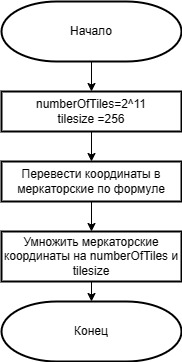 Начало
numberOfTiles=2^11
tilesize =256
Перевести координаты в
меркаторские по формуле
Умножить меркаторские
координаты на numberOfTiles и
tilesize
Конец